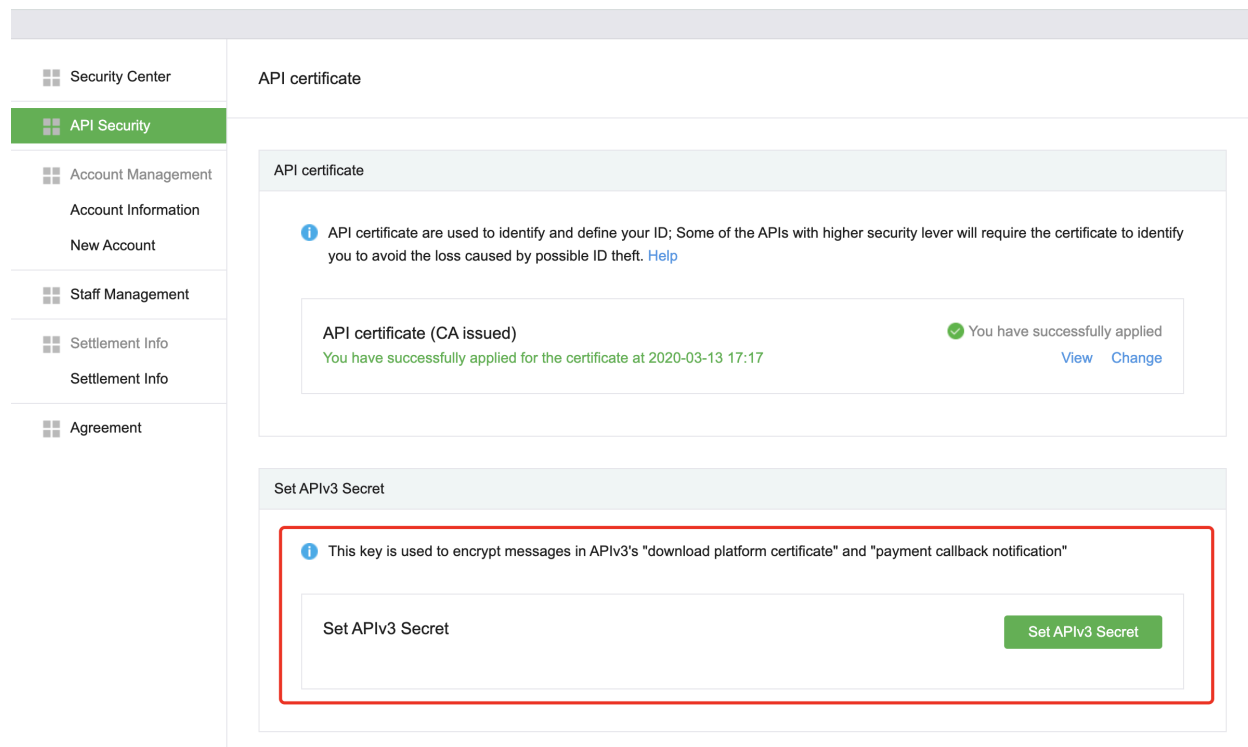 Security Center
API Security
Account Management
Account Information
New Account
Staff Management
Settlement Info
Settlement Info
Agreement
API certificate
API certificate
API certificate are used to identify and define your ID; Some of the APIs with higher security lever will require the certificate to identify
you to avoid the loss caused by possible ID theft. Help
API certificate (CA issued)
You have successfully applied
You have successfully applied for the certificate at 2020-03-13 17:17
View Change
Set APIv3 Secret
This key is used to encrypt messages in APIv3's "download platform certificate" and "payment callback notification"
Set APIv3 Secret
Set APIv3 Secret